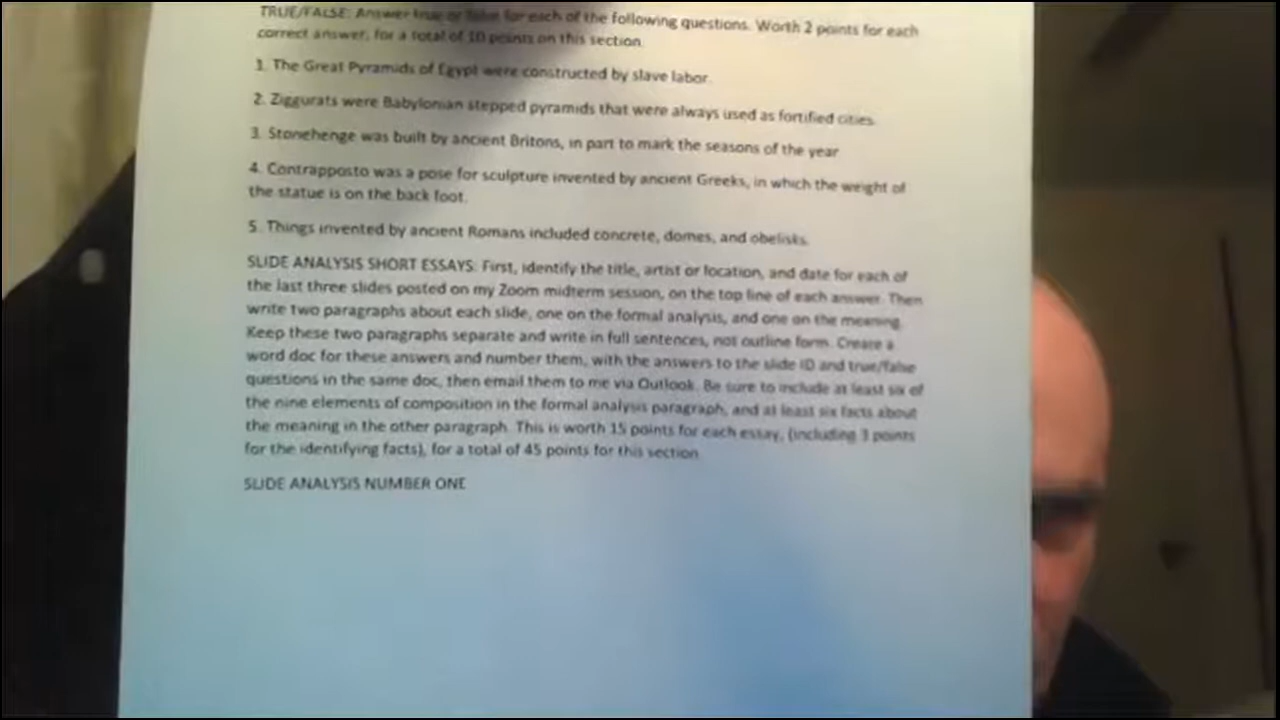 TRUE/FALSE: Answer true or false for each of the following questions. Worth 2 points for each
correct answer, for a total of 10 points on this section.
1. The Great Pyramids of Egypt were constructed by slave labor.
2. Ziggurats were Babylonian stepped pyramids that were always used as fortified cities.
3. Stonehenge was built by ancient Britons, in part to mark the seasons of the year
4. Contrapposto was a pose for sculpture invented by ancient Greeks, in which the weight of
the statue is on the back foot.
5. Things invented by ancient Romans included concrete, domes, and obelisks.
SLIDE ANALYSIS SHORT ESSAYS: First, identify the title, artist or location, and date for each of
the last three slides posted on my Zoom midterm session, on the top line of each answer. Then
write two paragraphs about each slide, one on the formal analysis, and one on the meaning.
Keep these two paragraphs separate and write in full sentences, not outline form. Create a
word doc for these answers and number them, with the answers to the slide ID and true/false
questions in the same doc, then email them to me via Outlook. Be sure to include at least six of
the nine elements of composition in the formal analysis paragraph, and at least six facts about
the meaning in the other paragraph. This is worth 15 points for each essay, (including 3 points
for the identifying facts), for a total of 45 points for this section.
SLIDE ANALYSIS NUMBER ONE